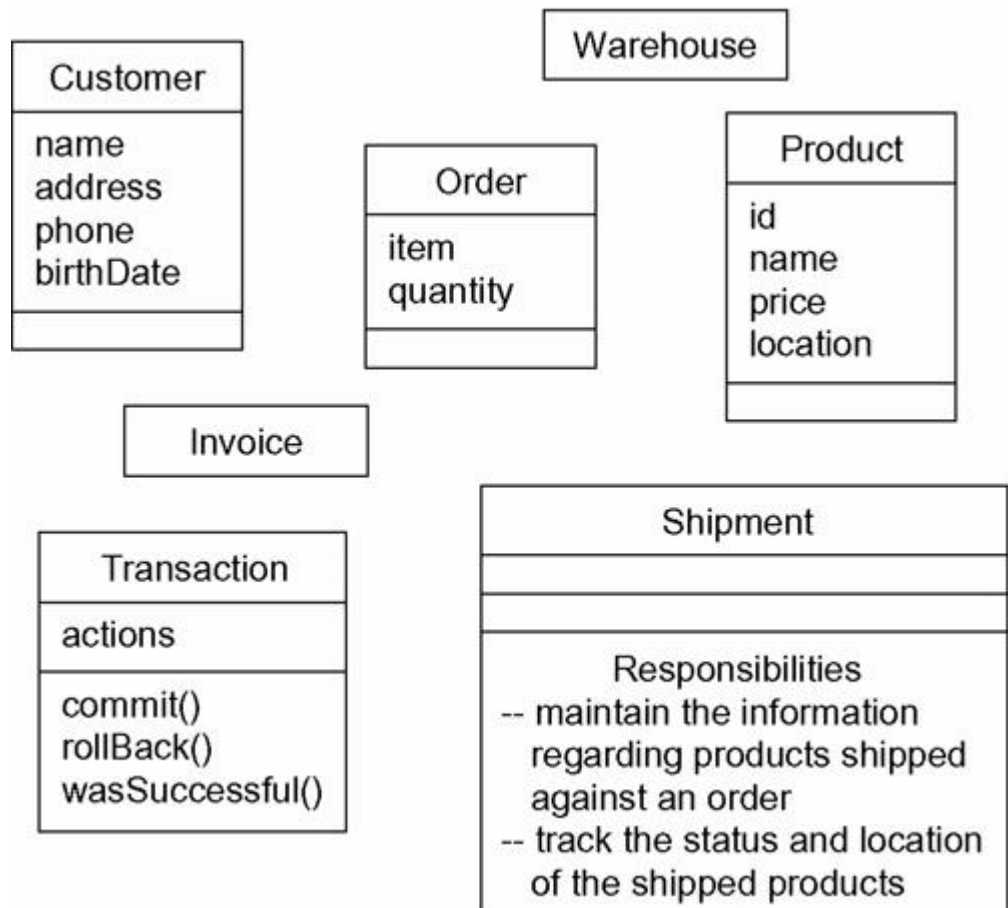 Customer
name
address
phone
birthDate
Warehouse
Order
item
quantity
Product
id
name
price
location
Invoice
Transaction
actions
commit()
rollBack()
wasSuccessful()
Shipment
Responsibilities
-- maintain the information
regarding products shipped
against an order
-- track the status and location
of the shipped products